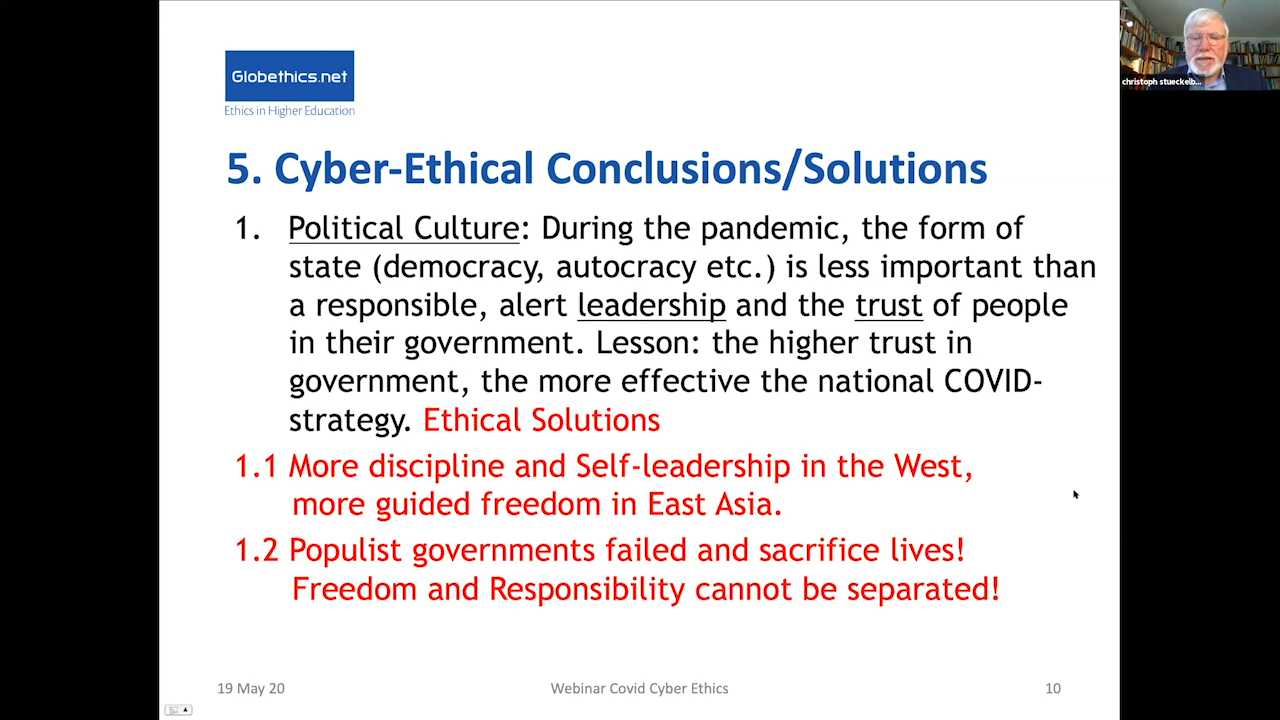 Globethics.net
Ethics in Higher Education
christoph stueckelb...
5. Cyber-Ethical Conclusions/Solutions
1. Political Culture: During the pandemic, the form of
state (democracy, autocracy etc.) is less important than
a responsible, alert leadership and the trust of people
in their government. Lesson: the higher trust in
government, the more effective the national COVID-
strategy. Ethical Solutions
1.1 More discipline and Self-leadership in the West,
more guided freedom in East Asia.
1.2 Populist governments failed and sacrifice lives!
Freedom and Responsibility cannot be separated!
19 May 20
Webinar Covid Cyber Ethics
10